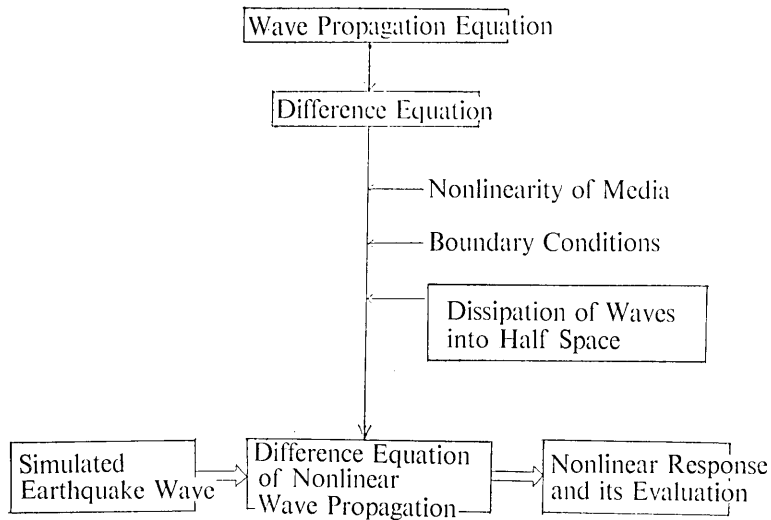 Wave Propagation Equation
Difference Equation
Nonlinearity of Media
Boundary Conditions
Dissipation of Waves
into Half Space
Simulated
Earthquake Wave
Difference Equation
of Nonlinear
Wave Propagation
Nonlinear Response
and its Evaluation